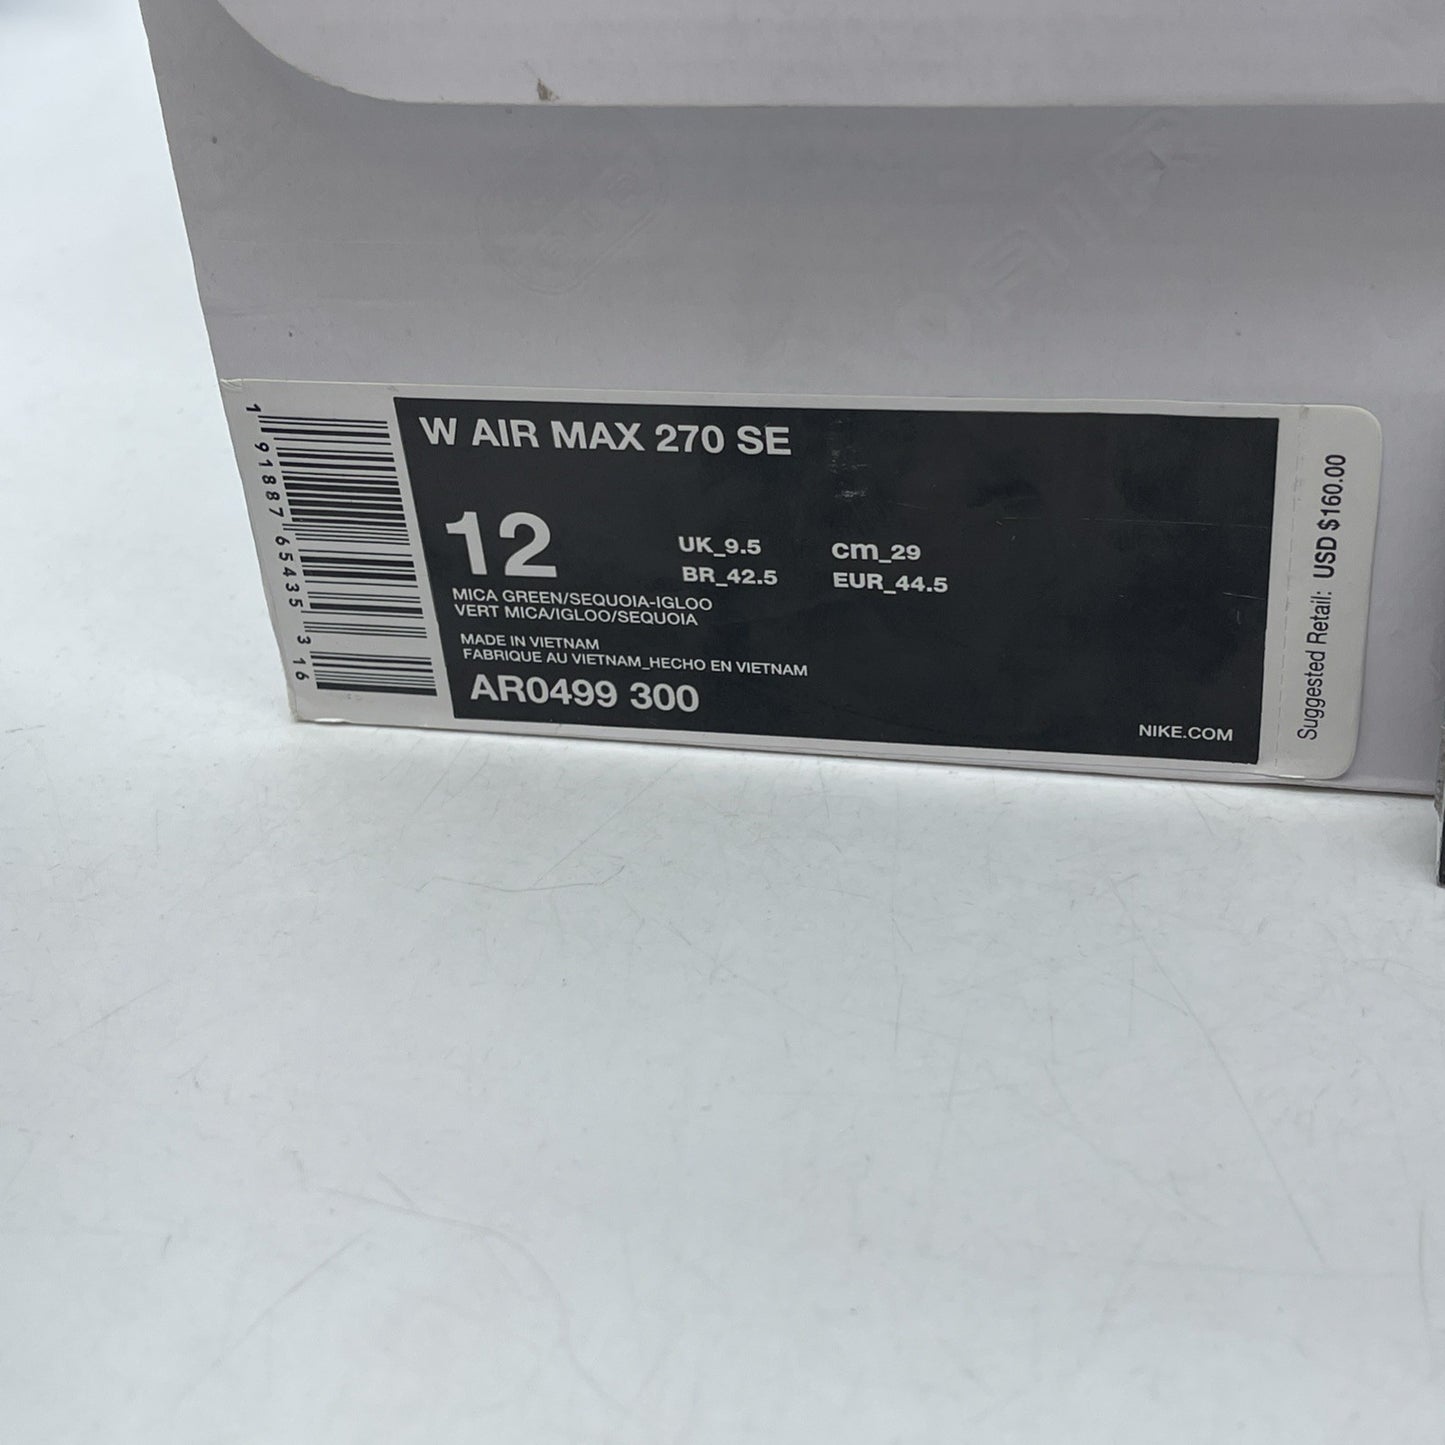 W AIR MAX 270 SE
12
UK_9.5
cm_29
BR_42.5
EUR_44.5
MICA GREEN/SEQUOIA-IGLOO
VERT MICA/IGLOO/SEQUOIA
MADE IN VIETNAM
FABRIQUE AU VIETNAM_HECHO EN VIETNAM
AR0499 300
NIKE.COM
1 91887 65435 316
Suggested Retail: USD $160.00